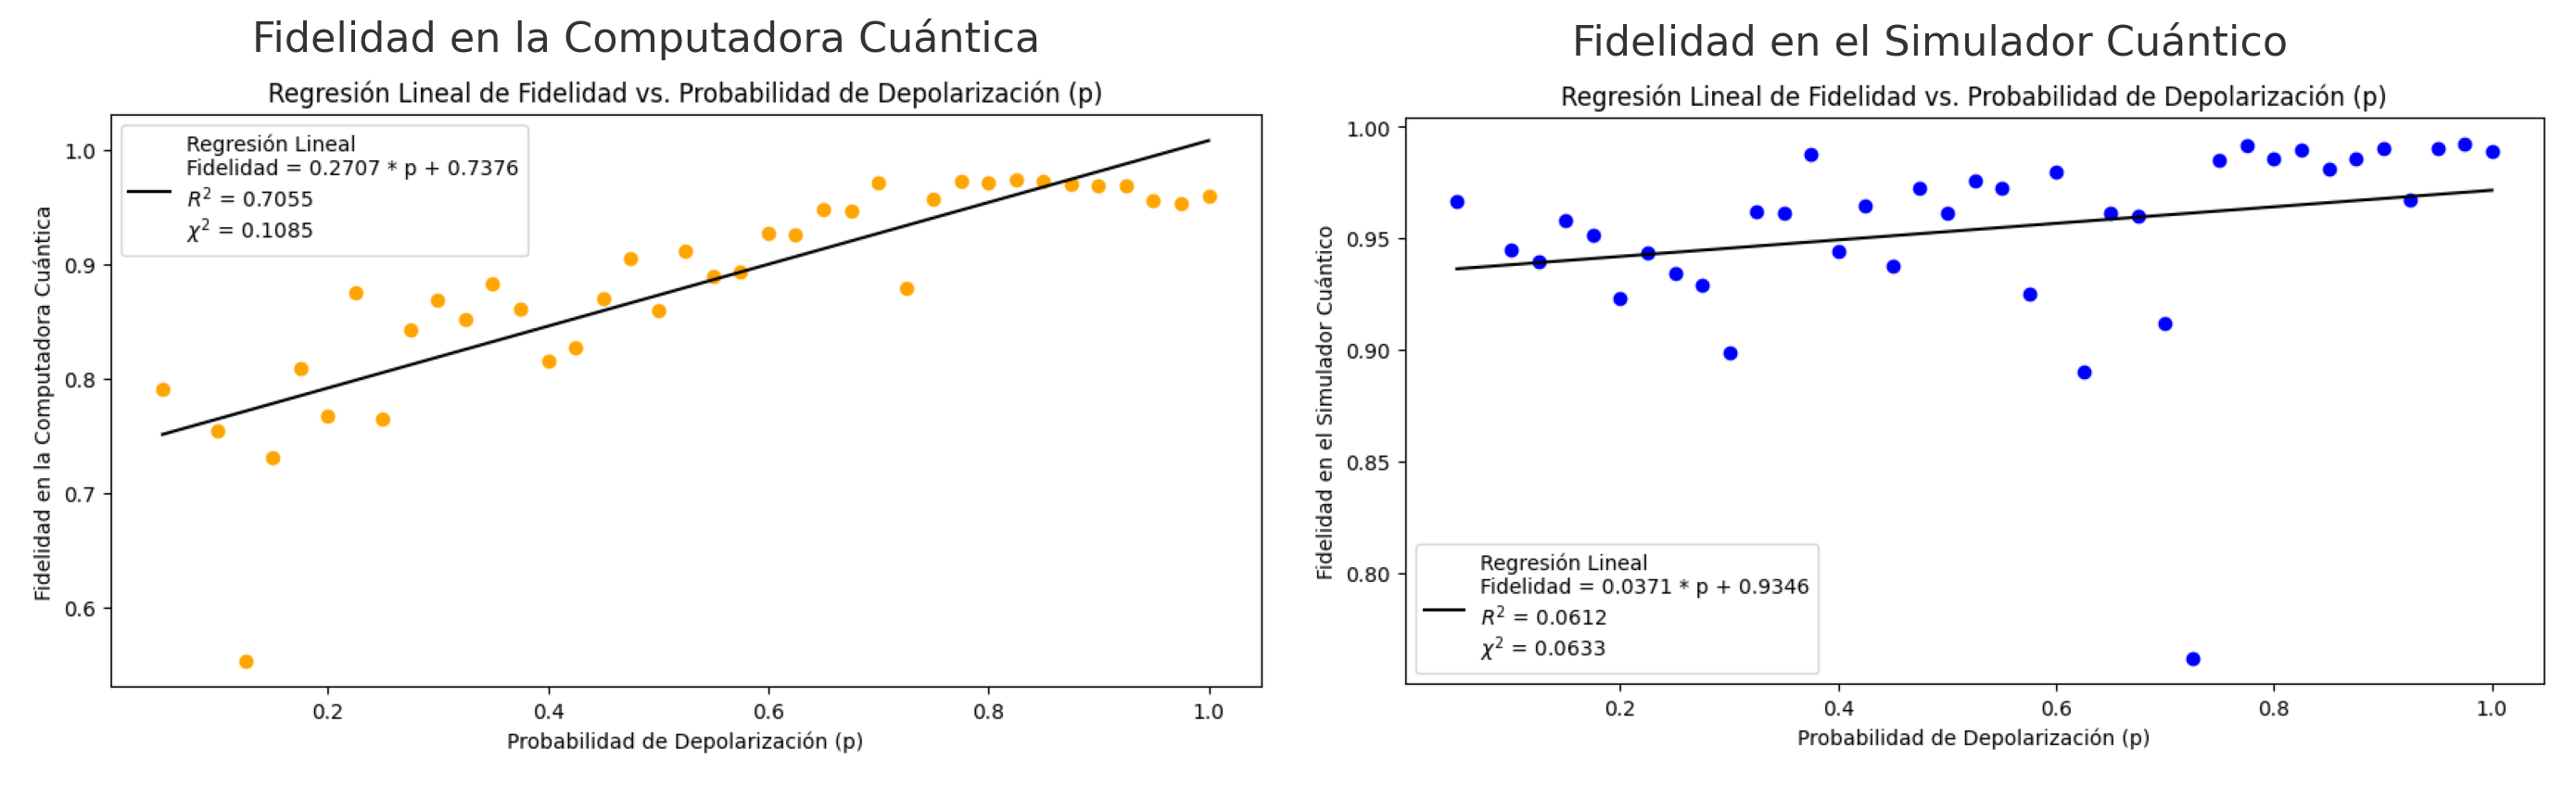 Fidelidad en la Computadora Cuántica
Regresión Lineal de Fidelidad vs. Probabilidad de Depolarización (p)
Regresión Lineal
Fidelidad = 0.2707 * p + 0.7376
R² = 0.7055
χ² = 0.1085
Fidelidad en la Computadora Cuántica
1.0
0.9
0.8
0.7
0.6
0.2 0.4 0.6 0.8 1.0
Probabilidad de Depolarización (p)
Fidelidad en el Simulador Cuántico
Regresión Lineal de Fidelidad vs. Probabilidad de Depolarización (p)
Fidelidad en el Simulador Cuántico
1.00
0.95
0.90
0.85
0.80
Regresión Lineal
Fidelidad = 0.0371 * p + 0.9346
R² = 0.0612
χ² = 0.0633
0.2 0.4 0.6 0.8 1.0
Probabilidad de Depolarización (p)